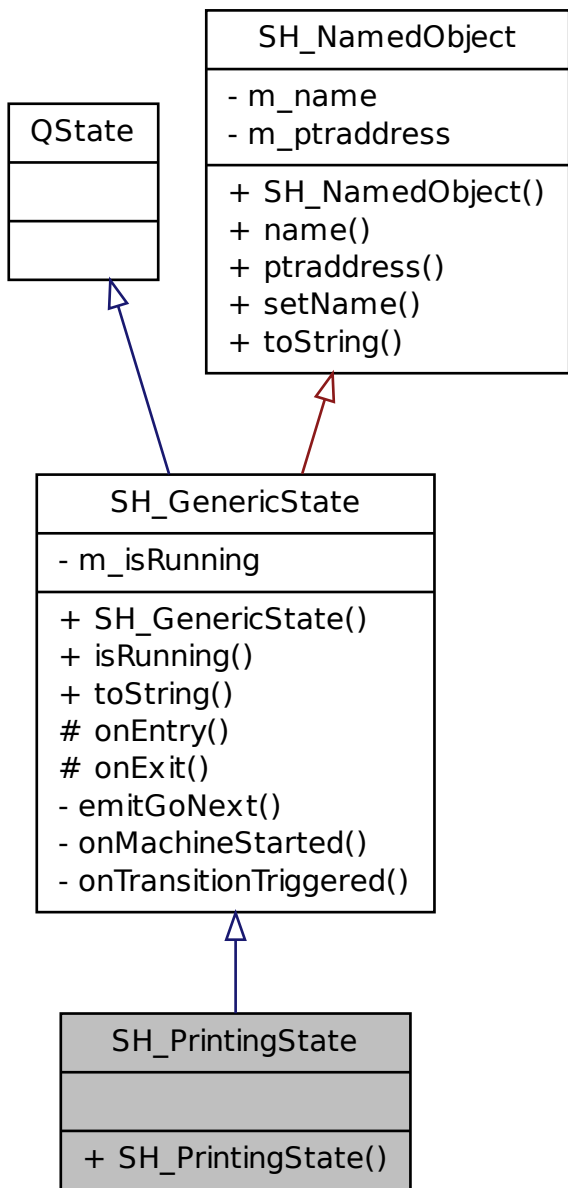 SH_NamedObject
- m_name
- m_ptraddress
+ SH_NamedObject()
+ name()
+ ptraddress()
+ setName()
+ toString()
QState
SH_GenericState
- m_isRunning
+ SH_GenericState()
+ isRunning()
+ toString()
# onEntry()
# onExit()
- emitGoNext()
- onMachineStarted()
- onTransitionTriggered()
SH_PrintingState
+ SH_PrintingState()